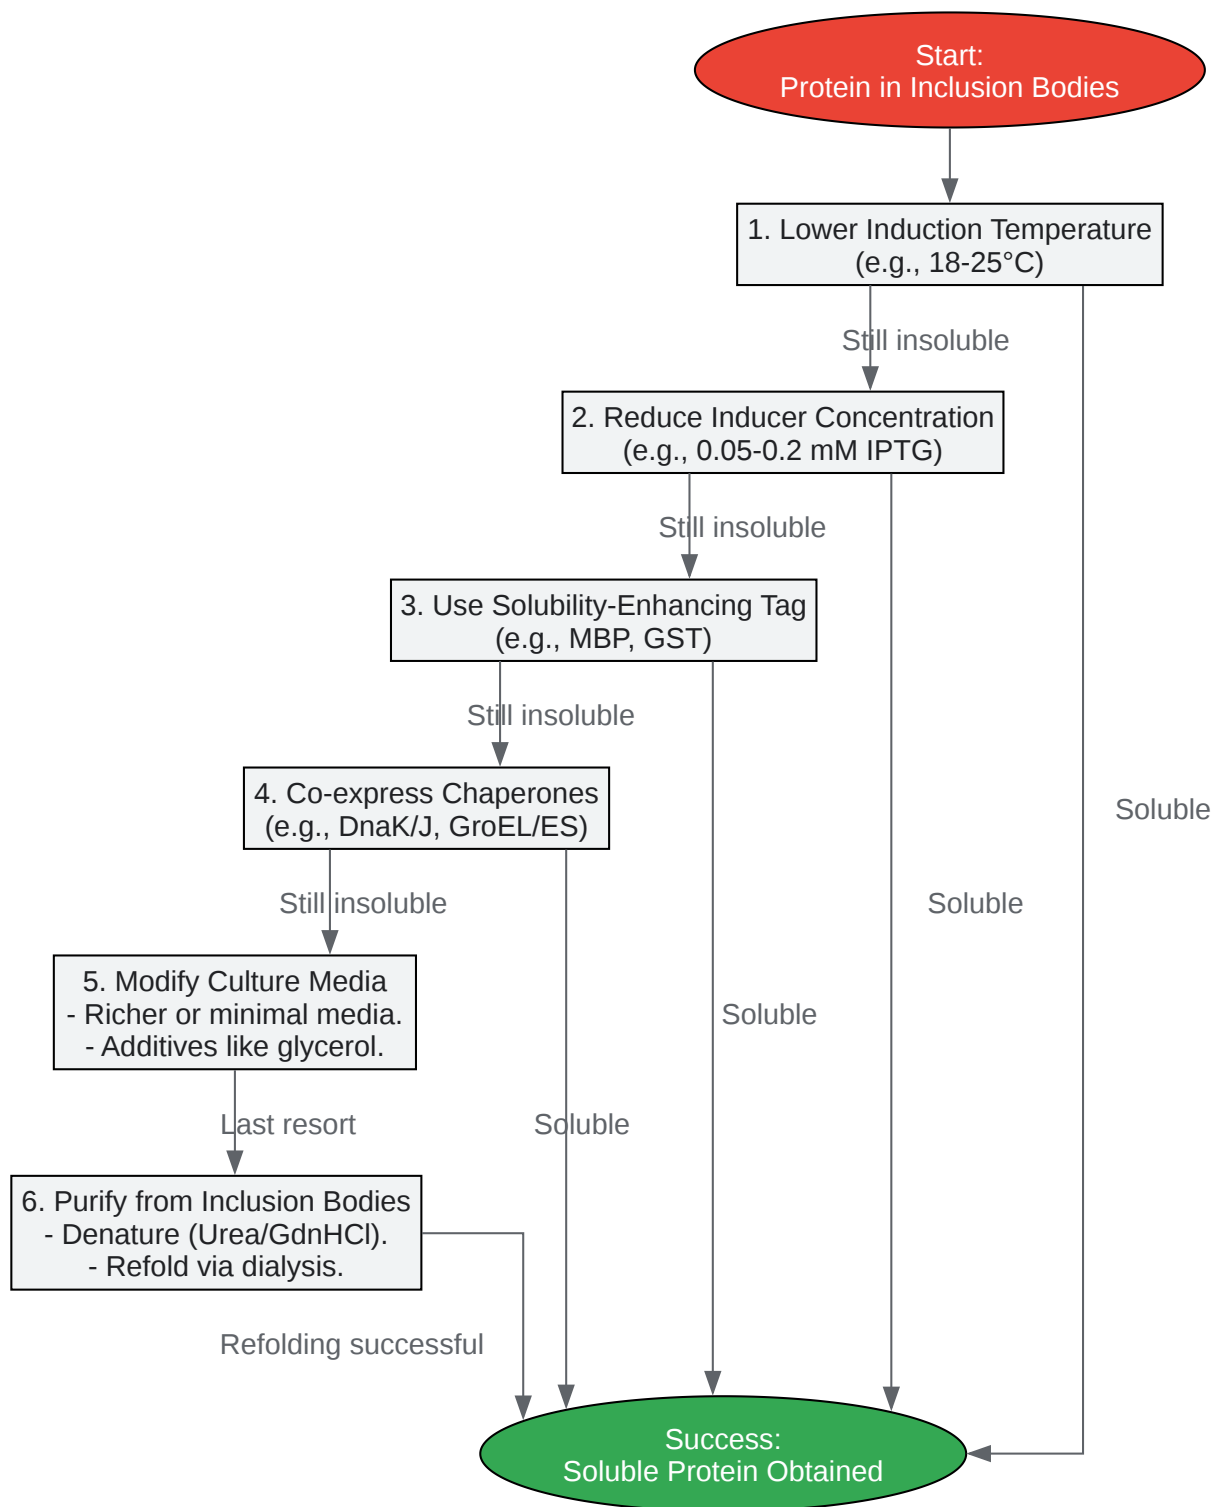 Start:
Protein in Inclusion Bodies
1. Lower Induction Temperature
(e.g., 18-25°C)
Still insoluble
2. Reduce Inducer Concentration
(e.g., 0.05-0.2 mM IPTG)
Still insoluble
3. Use Solubility-Enhancing Tag
(e.g., MBP, GST)
Still insoluble
4. Co-express Chaperones
(e.g., DnaK/J, GroEL/ES)
Soluble
Still insoluble
Soluble
5. Modify Culture Media
- Richer or minimal media.
- Additives like glycerol.
Soluble
Last resort
Soluble
6. Purify from Inclusion Bodies
- Denature (Urea/GdnHCl).
- Refold via dialysis.
Refolding successful
Success:
Soluble Protein Obtained